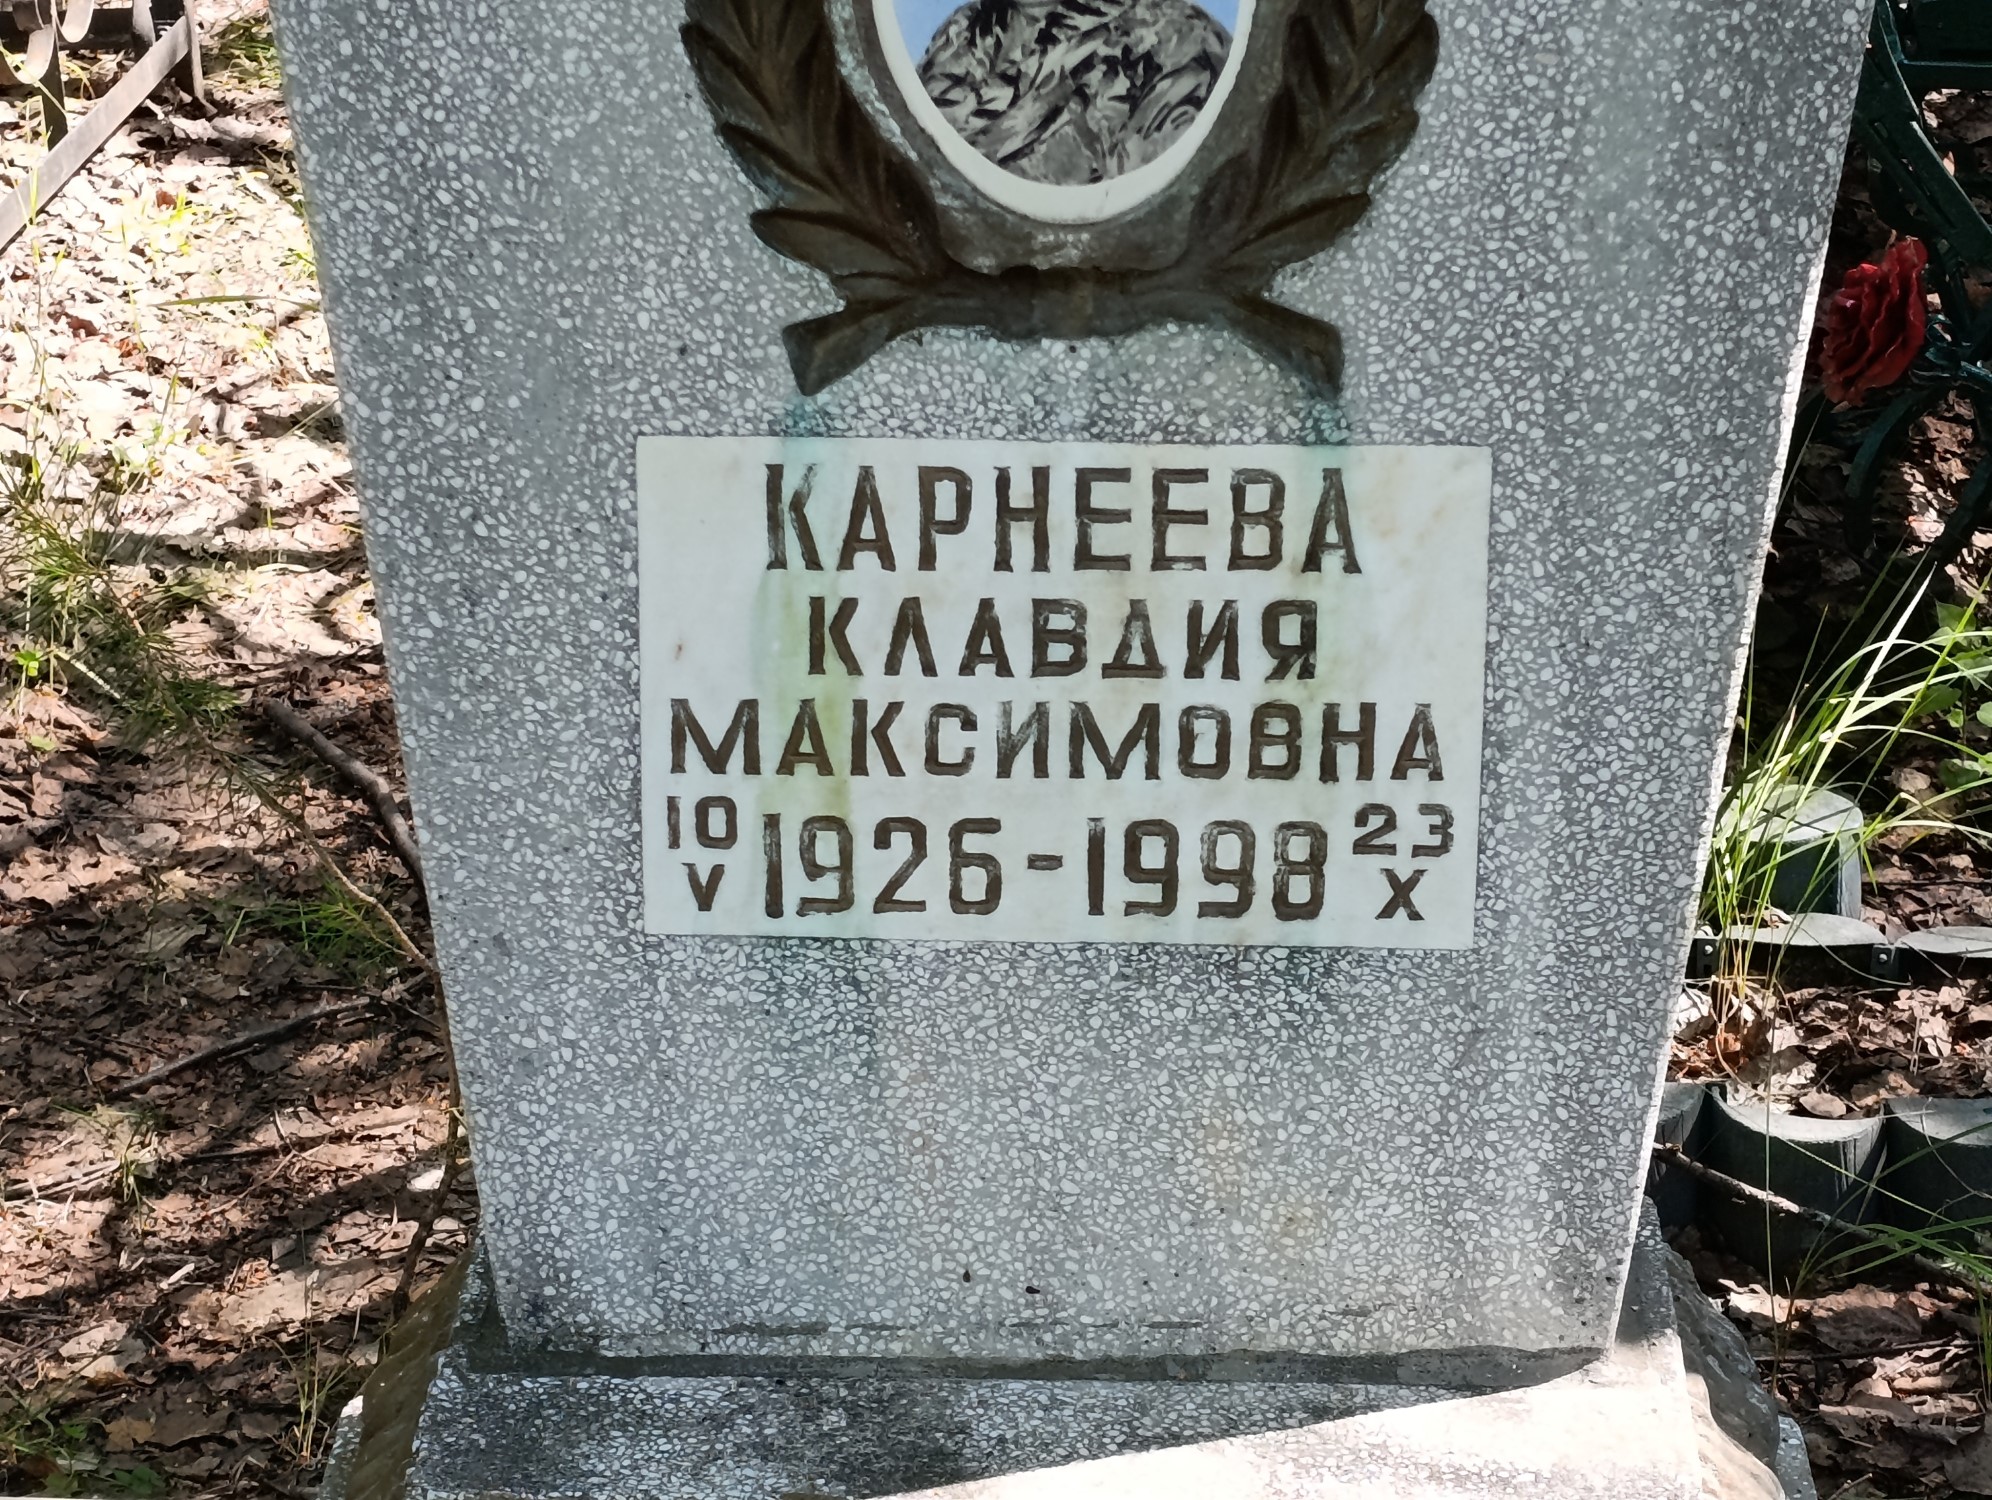 КАРНЕЕВА
КЛАВДИЯ
МАКСИМОВНА
10 V 1926-1998 23 X